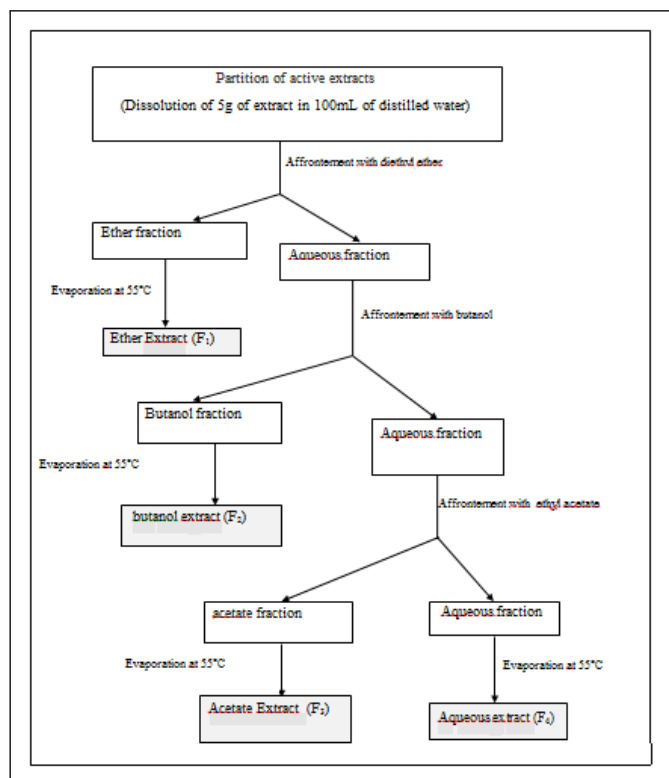 Partition of active extracts
(Dissolution of 5g of extract in 100mL of distilled water)
Affrontement with diethyl ether
Ether fraction
Aqueous fraction
Evaporation at 55°C
Affrontement with butanol
Ether Extract (F₁)
Butanol fraction
Aqueous fraction
Evaporation at 55°C
Affrontement with ethyl acetate
butanol extract (F₂)
acetate fraction
Aqueous fraction
Evaporation at 55°C
Evaporation at 55°C
Acetate Extract (F₃)
Aqueous extract (F₄)